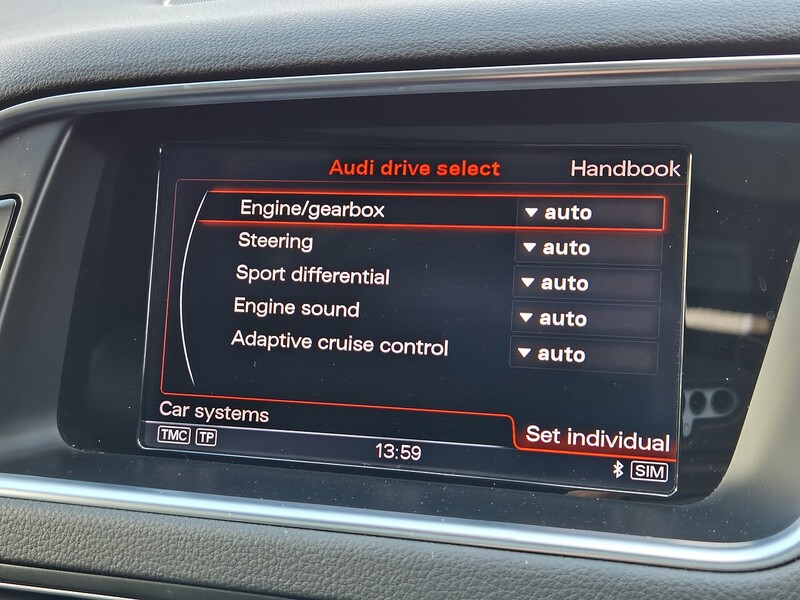 Audi drive select Handbook
Engine/gearbox auto
Steering auto
Sport differential auto
Engine sound auto
Adaptive cruise control auto
Car systems
Set individual
TMC TP 13:59 SIM